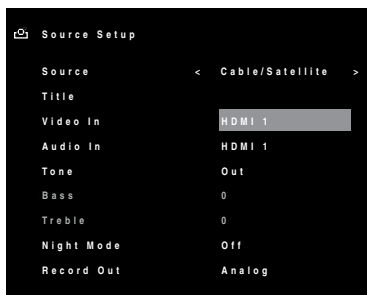 Source Setup
Source < Cable/Satellite >
Title
Video In HDMI 1
Audio In HDMI 1
Tone Out
Bass 0
Treble 0
Night Mode Off
Record Out Analog